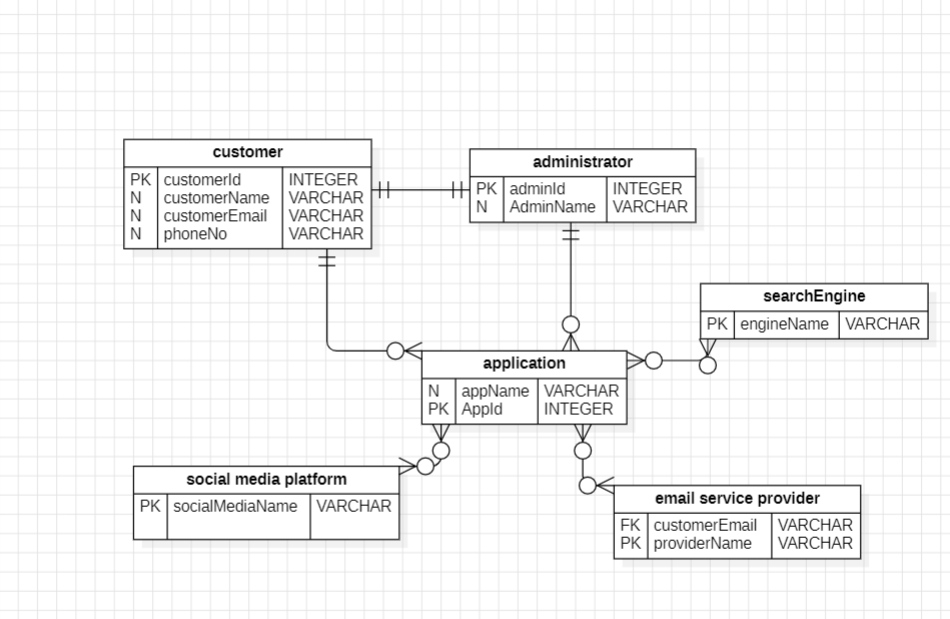 customer
PK customerId INTEGER
N customerName VARCHAR
N customerEmail VARCHAR
N phoneNo VARCHAR
administrator
PK adminId INTEGER
N AdminName VARCHAR
searchEngine
PK engineName VARCHAR
application
N appName VARCHAR
PK AppId INTEGER
social media platform
PK socialMediaName VARCHAR
email service provider
FK customerEmail VARCHAR
PK providerName VARCHAR